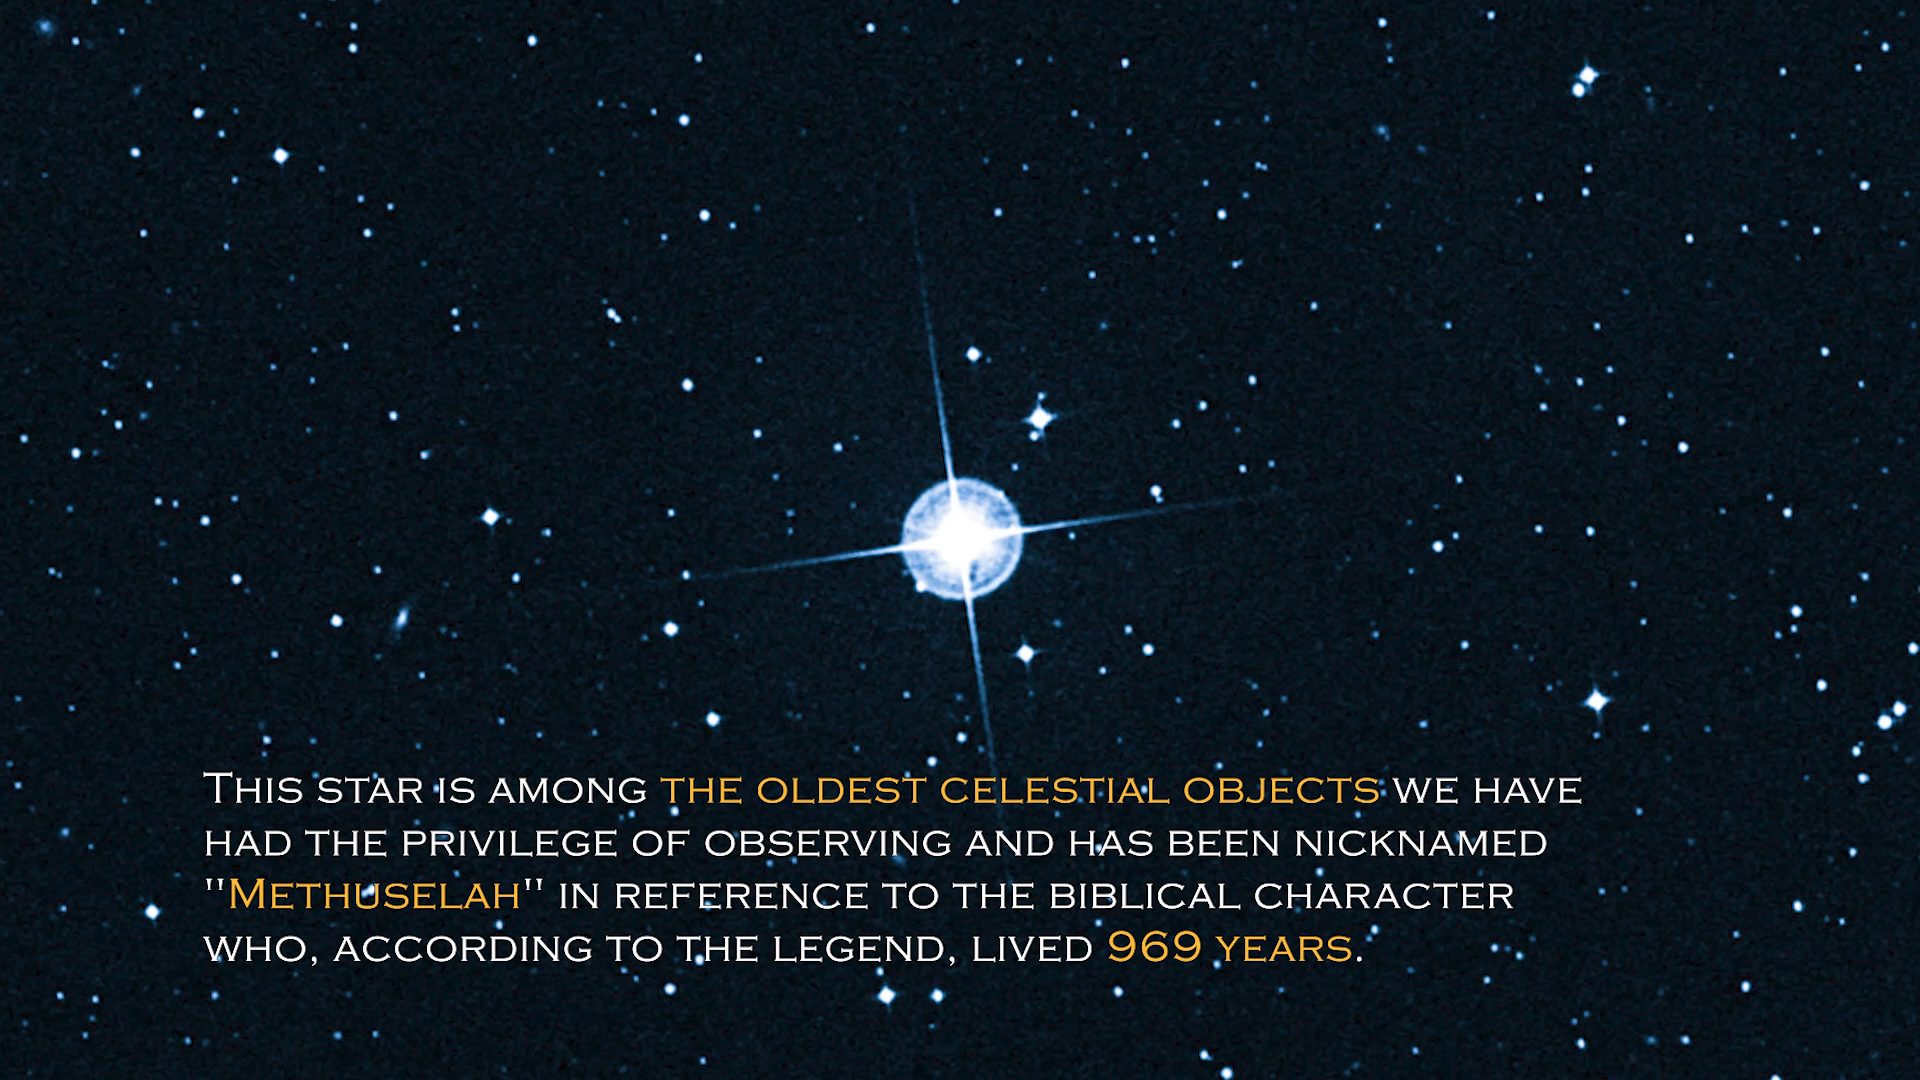 This star is among the oldest celestial objects we have
had the privilege of observing and has been nicknamed
"Methuselah" in reference to the biblical character
who, according to the legend, lived 969 years.